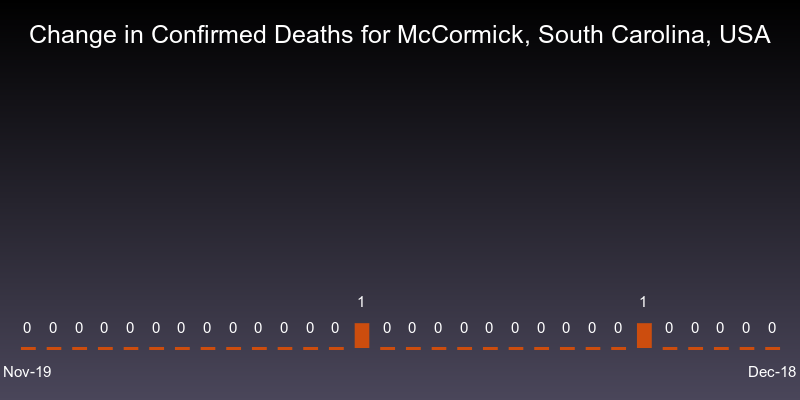 Change in Confirmed Deaths for McCormick, South Carolina, USA
1 1
0 0 0 0 0 0 0 0 0 0 0 0 0 0 0 0 0 0 0 0 0 0 0 0 0 0 0 0
Nov-19 Dec-18